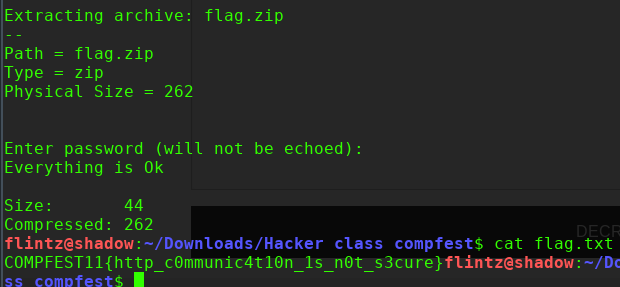 Extracting archive: flag.zip
--
Path = flag.zip
Type = zip
Physical Size = 262
Enter password (will not be echoed):
Everything is Ok
Size:       44
Compressed: 262
DECR
flintz@shadow:~/Downloads/Hacker class compfest$ cat flag.txt
COMPFEST11{http_c0mmunic4t10n_1s_n0t_s3cure}flintz@shadow:~/Do
ss compfest$